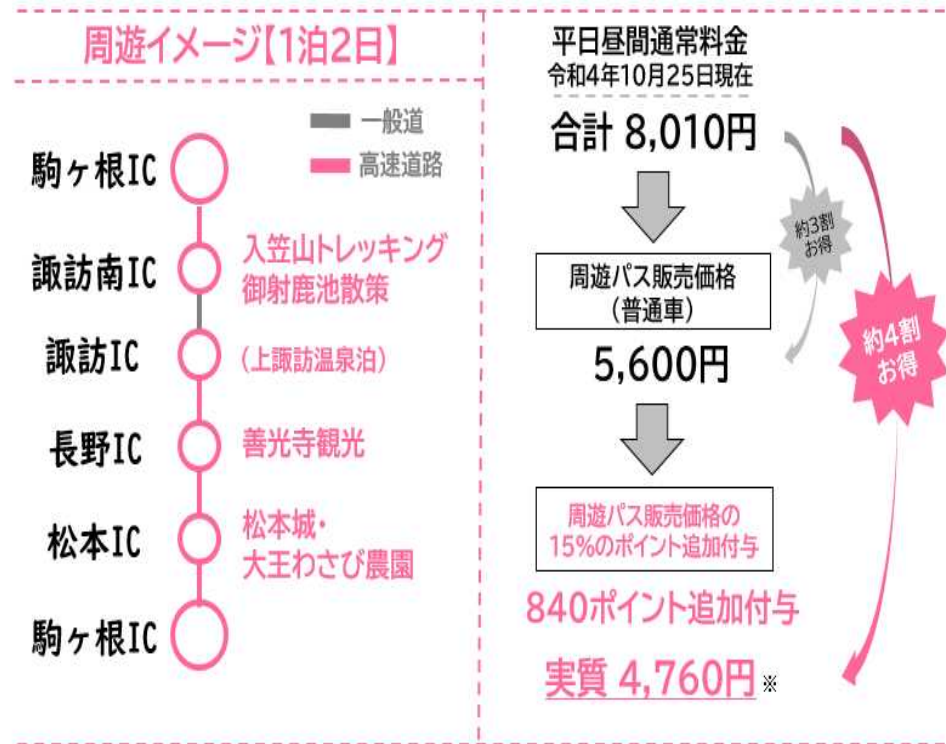 周遊イメージ【1泊2日】
一般道
高速道路
駒ヶ根IC
諏訪南IC
入笠山トレッキング
御射鹿池散策
諏訪IC
(上諏訪温泉泊)
長野IC
善光寺観光
松本IC
松本城・
大王わさび農園
駒ヶ根IC
平日昼間通常料金
令和4年10月25日現在
合計 8,010円
約3割
お得
周遊パス販売価格
(普通車)
5,600円
約4割
お得
周遊パス販売価格の
15%のポイント追加付与
840ポイント追加付与
実質 4,760円※